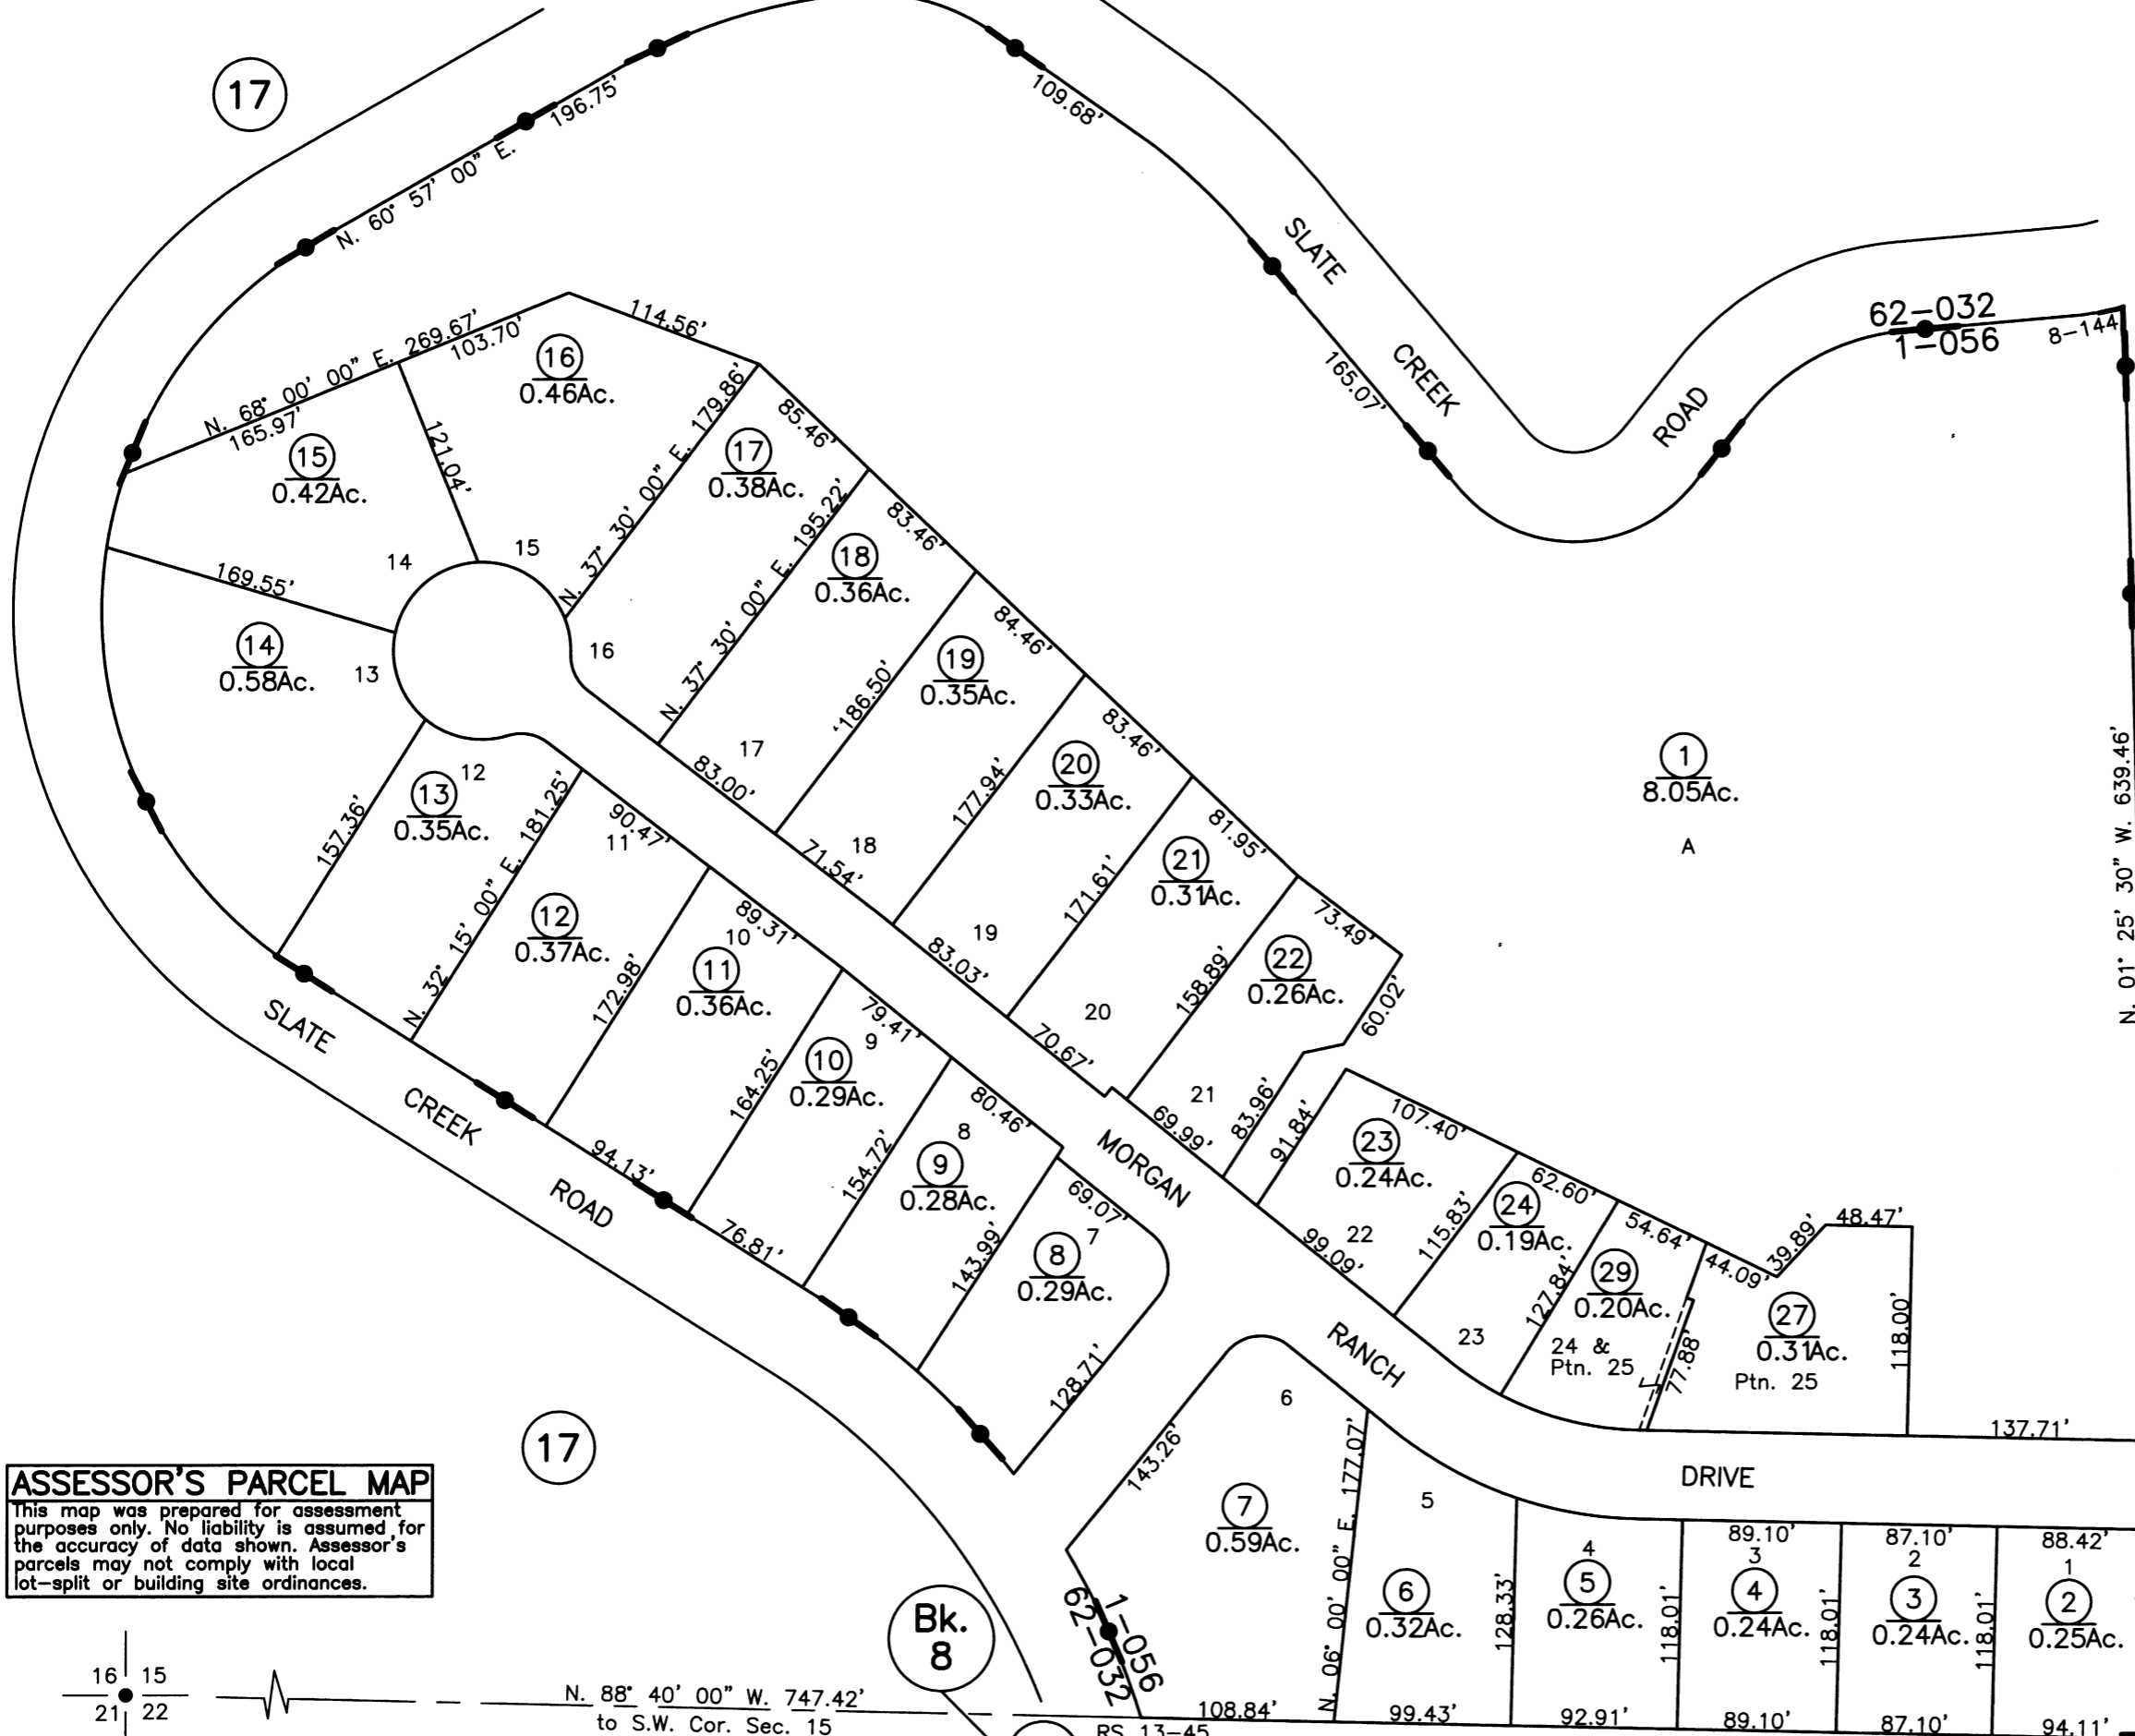 17
N. 60° 57' 00" E.
196.75'
109.68'
SLATE
CREEK
ROAD
165.07'
62-032
1-056
8-144
N. 68° 00' 00" E. 269.67'
165.97'
103.70'
114.56'
16
0.46Ac.
15
0.42Ac.
121.04'
N. 37° 30' 00" E. 179.86'
85.46'
17
0.38Ac.
N. 37° 30' 00" E. 195.22'
83.46'
18
0.36Ac.
14
15
169.55'
14
0.58Ac.
13
16
186.50'
84.46'
19
0.35Ac.
17
83.00'
177.94'
83.46'
20
0.33Ac.
1
8.05Ac.
A
N. 01° 25' 30" W. 639.46'
12
13
0.35Ac.
157.36'
N. 32° 15' 00" E. 181.25'
90.47'
11
18
71.54'
171.61'
81.95'
21
0.31Ac.
12
0.37Ac.
172.98'
89.31'
10
11
0.36Ac.
19
83.03'
158.89'
73.49'
22
0.26Ac.
60.02'
20
70.67'
21
69.99'
83.96'
91.84'
SLATE
CREEK
ROAD
94.13'
76.81'
164.25'
79.41'
9
10
0.29Ac.
154.72'
80.46'
8
9
0.28Ac.
143.99'
69.07'
7
8
0.29Ac.
128.71'
MORGAN
RANCH
DRIVE
107.40'
23
0.24Ac.
22
99.09'
115.83'
62.60'
24
0.19Ac.
23
127.84'
54.64'
29
0.20Ac.
24 &
Ptn. 25
77.88'
44.09'
39.89'
48.47'
27
0.31Ac.
Ptn. 25
118.00'
137.71'
17
143.26'
6
7
0.59Ac.
N. 06° 00' 00" E. 177.07'
5
6
0.32Ac.
128.33'
4
5
0.26Ac.
118.01'
89.10'
3
4
0.24Ac.
118.01'
87.10'
2
3
0.24Ac.
118.01'
88.42'
1
2
0.25Ac.
ASSESSOR'S PARCEL MAP
This map was prepared for assessment
purposes only. No liability is assumed for
the accuracy of data shown. Assessor's
parcels may not comply with local
lot-split or building site ordinances.
Bk.
8
1-056
62-032
16 15
21 22
N. 88° 40' 00" W. 747.42'
to S.W. Cor. Sec. 15
RS 13-45
108.84'
99.43'
92.91'
89.10'
87.10'
94.11'